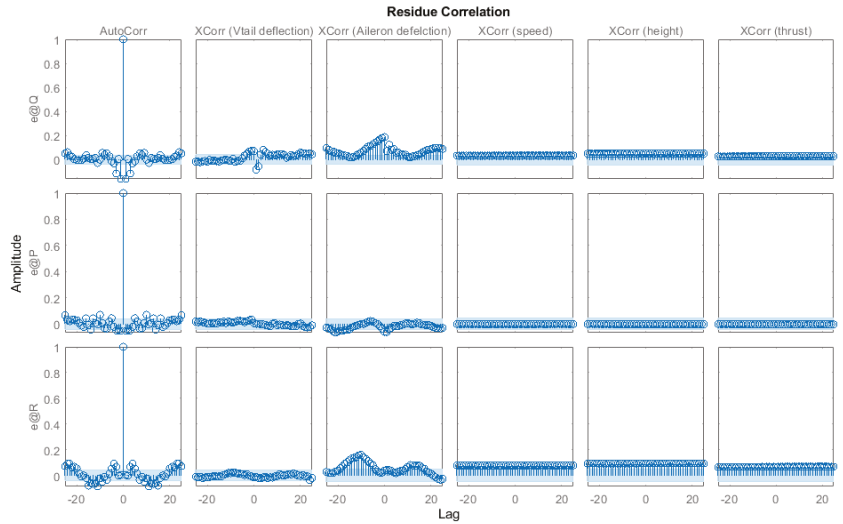 Residue Correlation
AutoCorr XCorr (Vtail deflection) XCorr (Aileron defelction) XCorr (speed) XCorr (height) XCorr (thrust)
Amplitude
e@Q
1
0.8
0.6
0.4
0.2
0
e@P
1
0.8
0.6
0.4
0.2
0
e@R
1
0.8
0.6
0.4
0.2
0
-20 0 20 -20 0 20 -20 0 20 -20 0 20 -20 0 20 -20 0 20
Lag